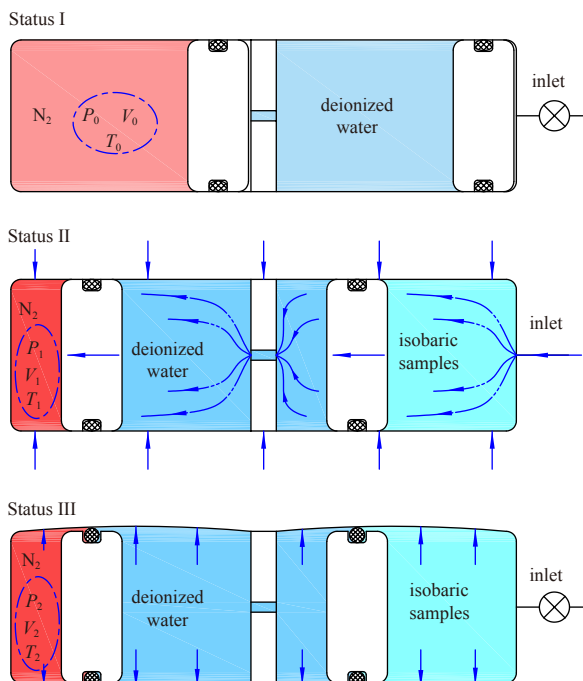 Status I
inlet
N₂
P₀ V₀
T₀
deionized
water
Status II
N₂
P₁
V₁
T₁
deionized
water
isobaric
samples
inlet
Status III
N₂
P₂
V₂
T₂
deionized
water
isobaric
samples
inlet